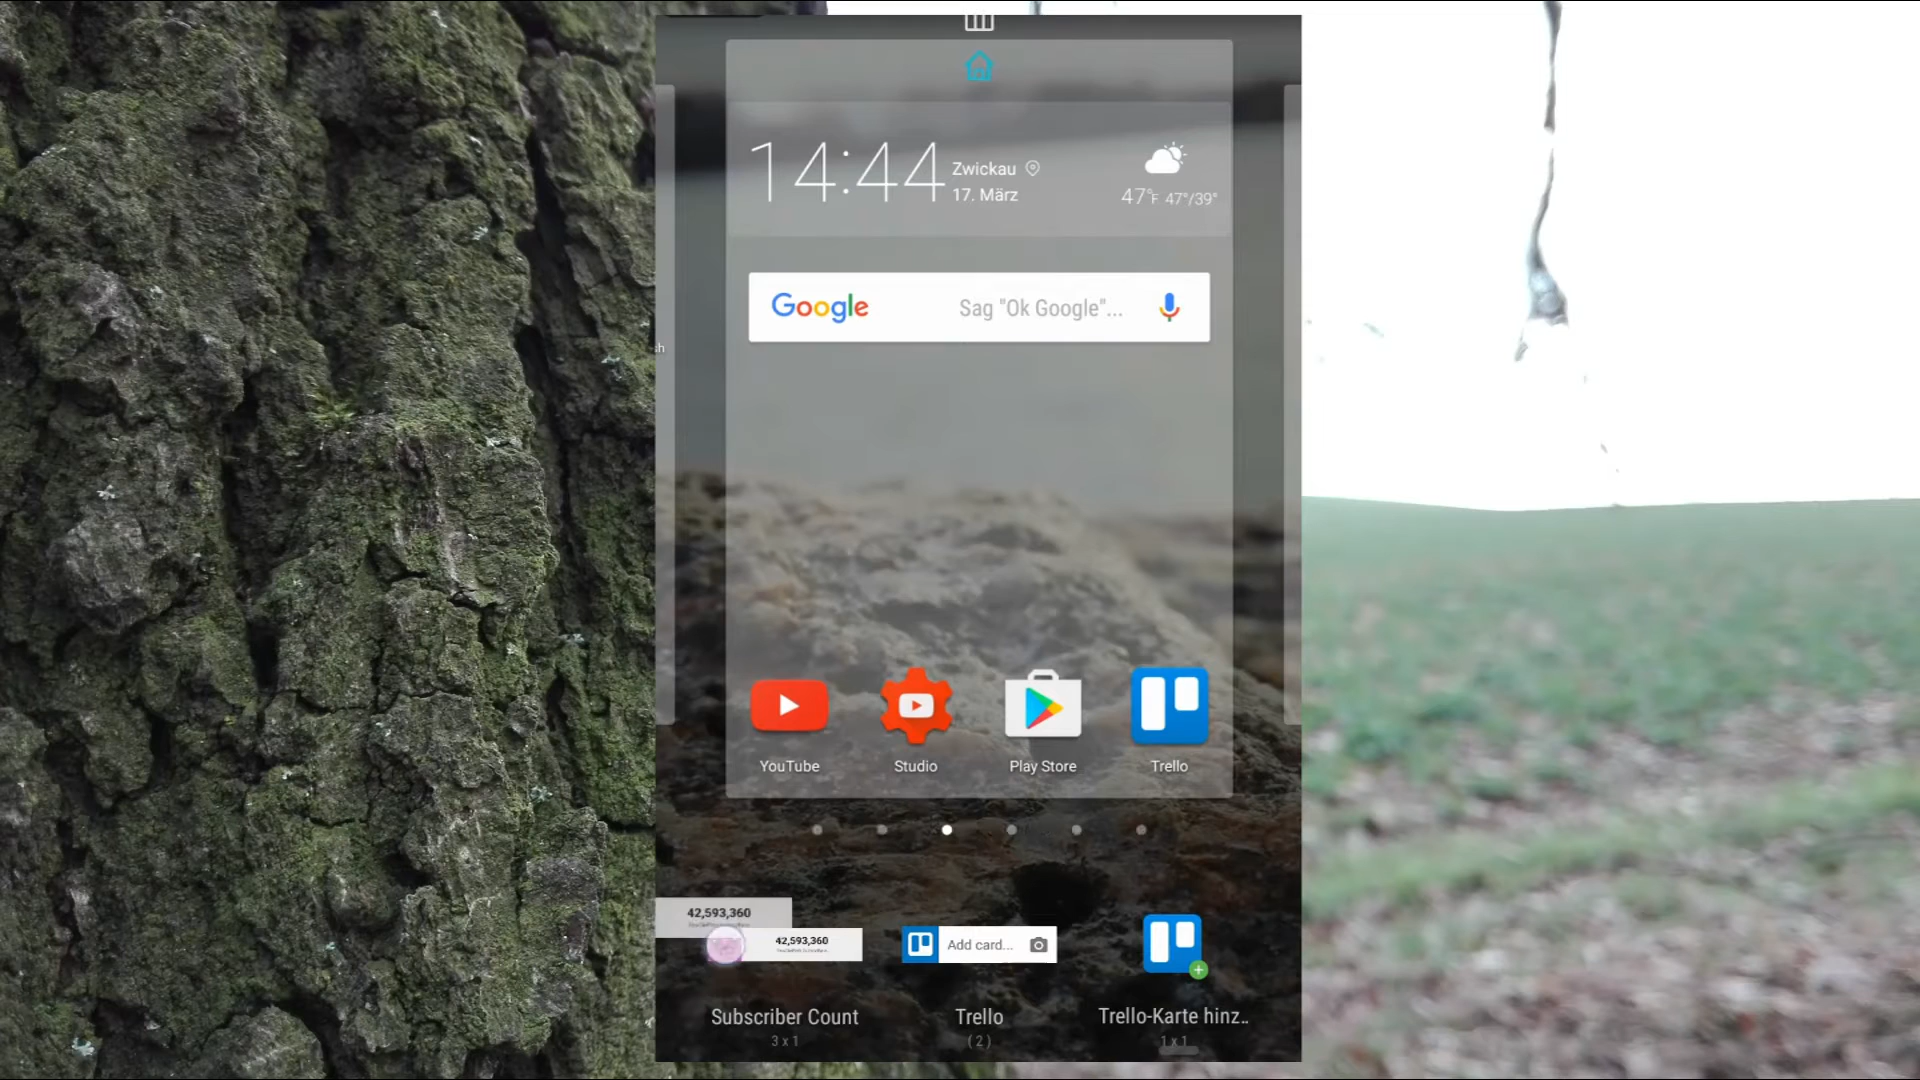 14:44
Zwickau
17. März
47°F 47°/39°
Google
Sag "Ok Google"...
h
YouTube
Studio
Play Store
Trello
42,593,360
42,593,360
Add card...
Subscriber Count
Trello
Trello-Karte hinz..
3 x 1
(2)
1 x 1